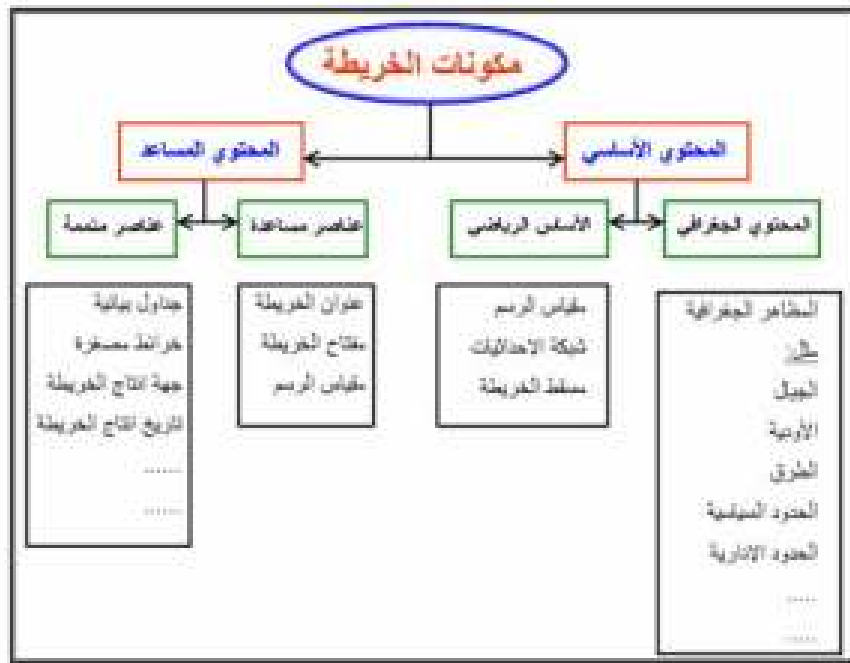 مكونات الخريطة
المحتوي الأساسي
المحتوي المساعد
المحتوي الجغرافي
الأساس الرياضي
عناصر مساعدة
عناصر متممة
المظاهر الجغرافية
مثل:
الجبال
الأودية
الطرق
الحدود السياسية
الحدود الادارية
......
......
مقياس الرسم
شبكة الاحداثيات
مسقط الخريطة
عنوان الخريطة
مفتاح الخريطة
مقياس الرسم
جداول بيانية
خرائط مصغرة
جهة انتاج الخريطة
تاريخ انتاج الخريطة
......
......